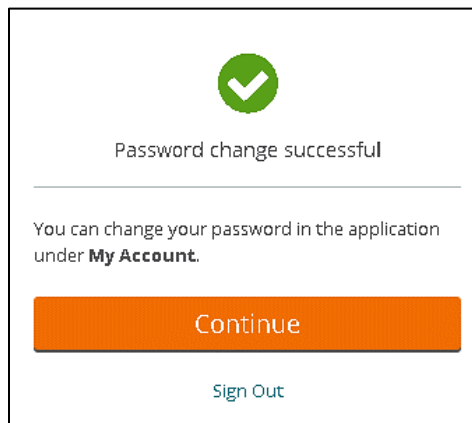 Password change successful
You can change your password in the application
under My Account.
Continue
Sign Out